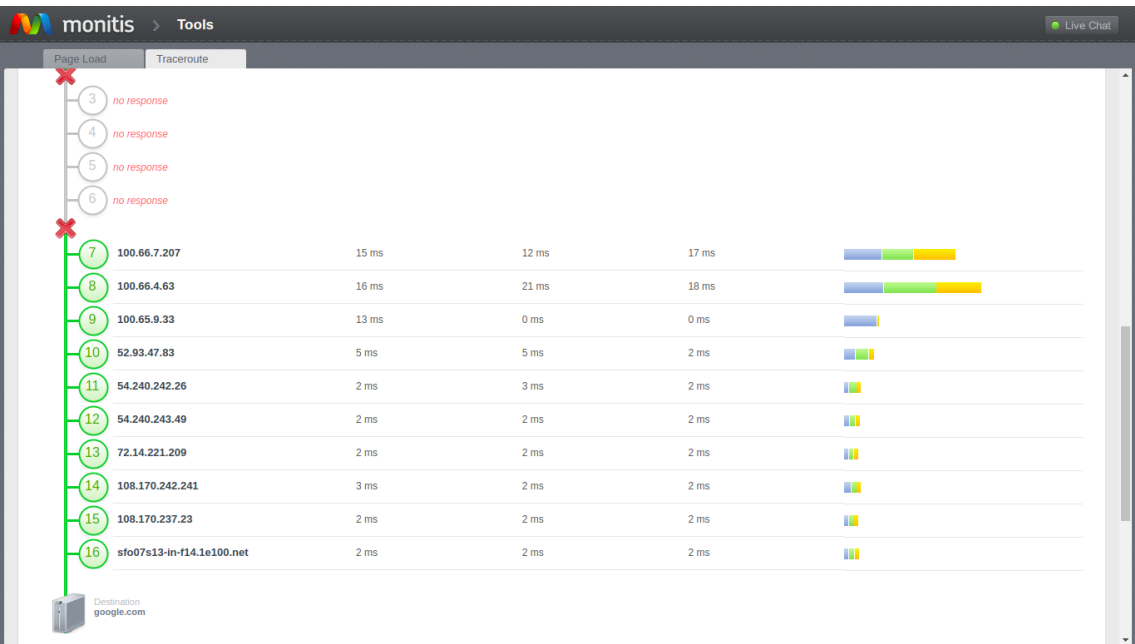 monitis > Tools Live Chat
Page Load Traceroute
3 no response
4 no response
5 no response
6 no response
7 100.66.7.207 15 ms 12 ms 17 ms
8 100.66.4.63 16 ms 21 ms 18 ms
9 100.65.9.33 13 ms 0 ms 0 ms
10 52.93.47.83 5 ms 5 ms 2 ms
11 54.240.242.26 2 ms 3 ms 2 ms
12 54.240.243.49 2 ms 2 ms 2 ms
13 72.14.221.209 2 ms 2 ms 2 ms
14 108.170.242.241 3 ms 2 ms 2 ms
15 108.170.237.23 2 ms 2 ms 2 ms
16 sfo07s13-in-f14.1e100.net 2 ms 2 ms 2 ms
Destination
google.com